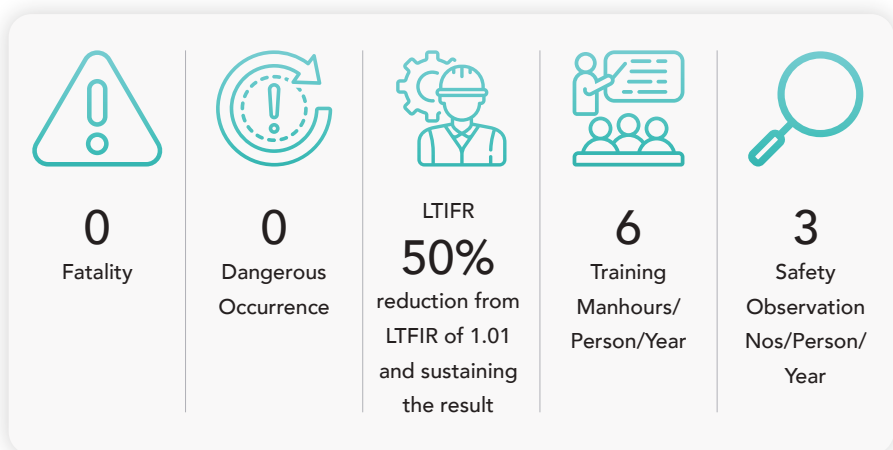 0
Fatality
0
Dangerous
Occurrence
LTIFR
50%
reduction from
LTFIR of 1.01
and sustaining
the result
6
Training
Manhours/
Person/Year
3
Safety
Observation
Nos/Person/
Year